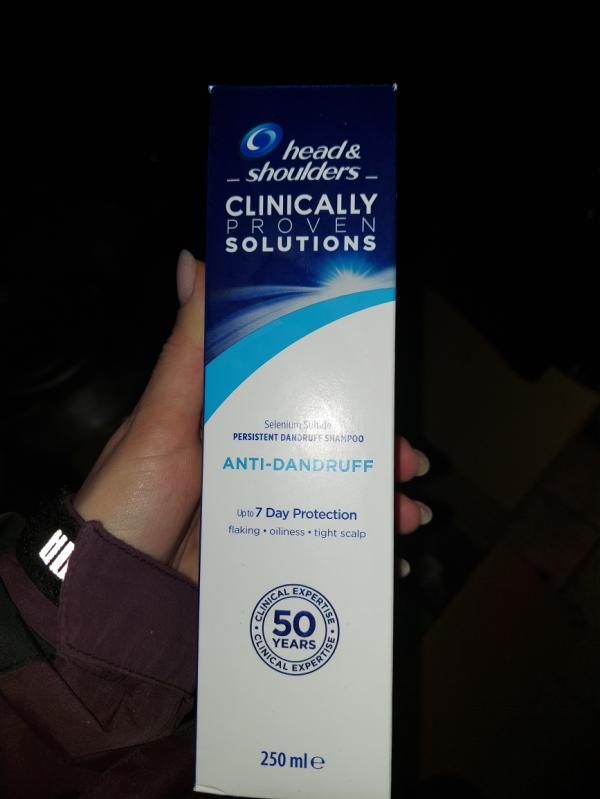 head &
shoulders
CLINICALLY
PROVEN
SOLUTIONS
Selenium Sulfide
PERSISTENT DANDRUFF SHAMPOO
ANTI-DANDRUFF
Up to 7 Day Protection
flaking • oiliness • tight scalp
• CLINICAL EXPERTISE •
50
YEARS
CLINICAL EXPERTISE
250 ml ℮